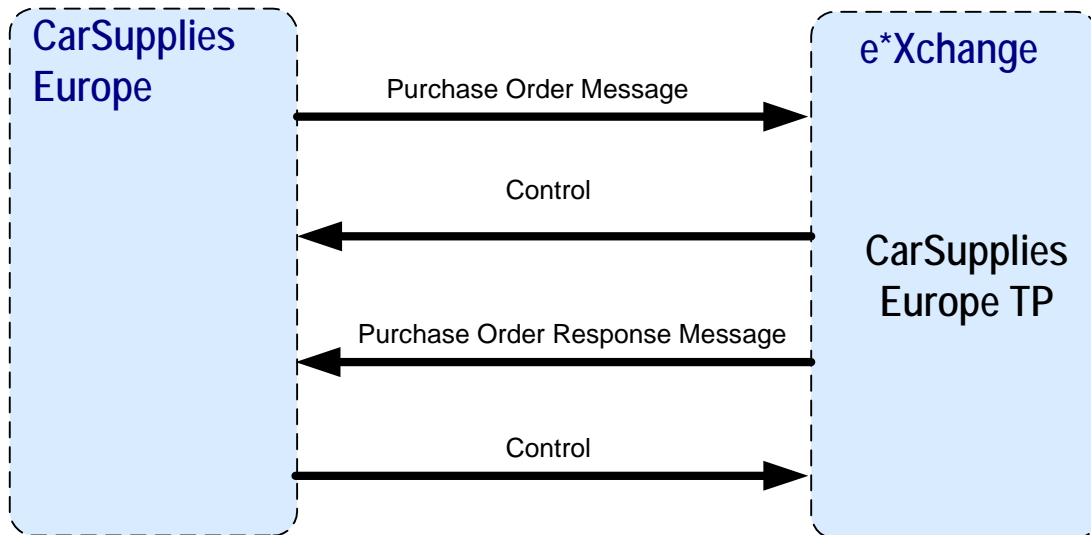 CarSupplies
Europe
e*Xchange
Purchase Order Message
Control
CarSupplies
Europe TP
Purchase Order Response Message
Control